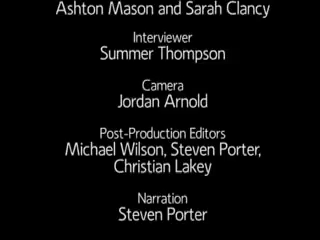 Ashton Mason and Sarah Clancy
Interviewer
Summer Thompson
Camera
Jordan Arnold
Post-Production Editors
Michael Wilson, Steven Porter,
Christian Lakey
Narration
Steven Porter